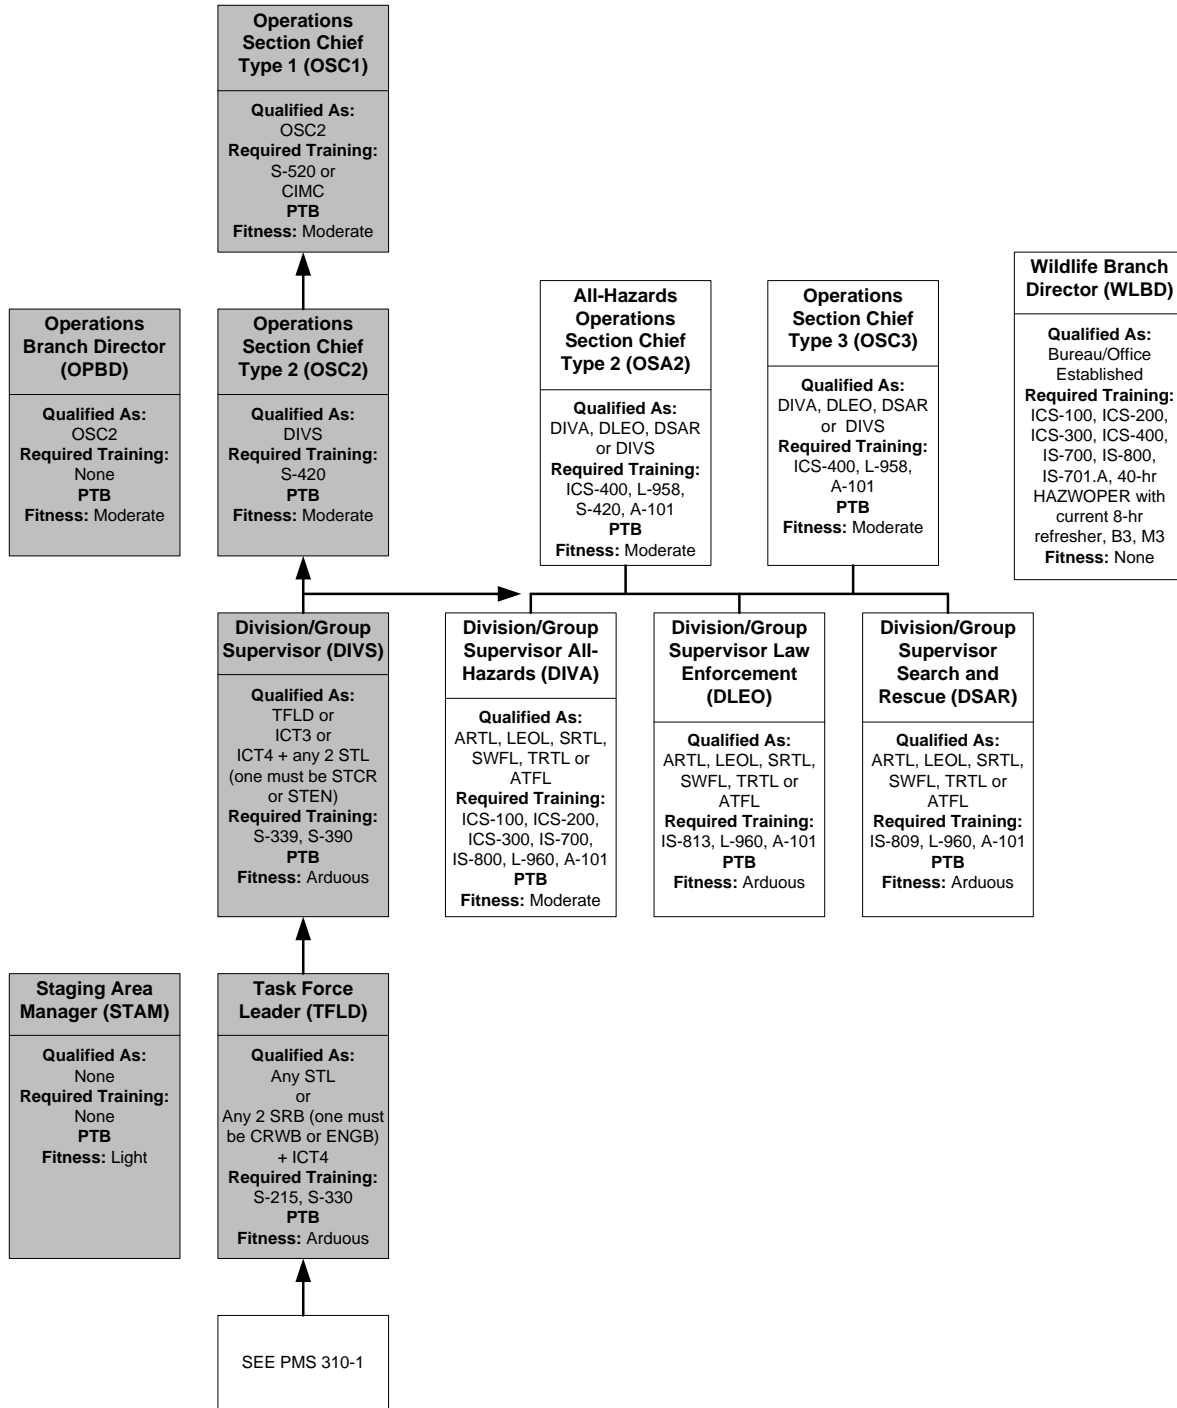 Operations
Section Chief
Type 1 (OSC1)
Qualified As:
OSC2
Required Training:
S-520 or
CIMC
PTB
Fitness: Moderate
Operations
Branch Director
(OPBD)
Qualified As:
OSC2
Required Training:
None
PTB
Fitness: Moderate
Operations
Section Chief
Type 2 (OSC2)
Qualified As:
DIVS
Required Training:
S-420
PTB
Fitness: Moderate
All-Hazards
Operations
Section Chief
Type 2 (OSA2)
Qualified As:
DIVA, DLEO, DSAR
or DIVS
Required Training:
ICS-400, L-958,
S-420, A-101
PTB
Fitness: Moderate
Operations
Section Chief
Type 3 (OSC3)
Qualified As:
DIVA, DLEO, DSAR
or DIVS
Required Training:
ICS-400, L-958,
A-101
PTB
Fitness: Moderate
Wildlife Branch
Director (WLBD)
Qualified As:
Bureau/Office
Established
Required Training:
ICS-100, ICS-200,
ICS-300, ICS-400,
IS-700, IS-800,
IS-701.A, 40-hr
HAZWOPER with
current 8-hr
refresher, B3, M3
Fitness: None
Division/Group
Supervisor (DIVS)
Qualified As:
TFLD or
ICT3 or
ICT4 + any 2 STL
(one must be STCR
or STEN)
Required Training:
S-339, S-390
PTB
Fitness: Arduous
Division/Group
Supervisor All-
Hazards (DIVA)
Qualified As:
ARTL, LEOL, SRTL,
SWFL, TRTL or
ATFL
Required Training:
ICS-100, ICS-200,
ICS-300, IS-700,
IS-800, L-960, A-101
PTB
Fitness: Moderate
Division/Group
Supervisor Law
Enforcement
(DLEO)
Qualified As:
ARTL, LEOL, SRTL,
SWFL, TRTL or
ATFL
Required Training:
IS-813, L-960, A-101
PTB
Fitness: Arduous
Division/Group
Supervisor
Search and
Rescue (DSAR)
Qualified As:
ARTL, LEOL, SRTL,
SWFL, TRTL or
ATFL
Required Training:
IS-809, L-960, A-101
PTB
Fitness: Arduous
Staging Area
Manager (STAM)
Qualified As:
None
Required Training:
None
PTB
Fitness: Light
Task Force
Leader (TFLD)
Qualified As:
Any STL
or
Any 2 SRB (one must
be CRWB or ENGB)
+ ICT4
Required Training:
S-215, S-330
PTB
Fitness: Arduous
SEE PMS 310-1